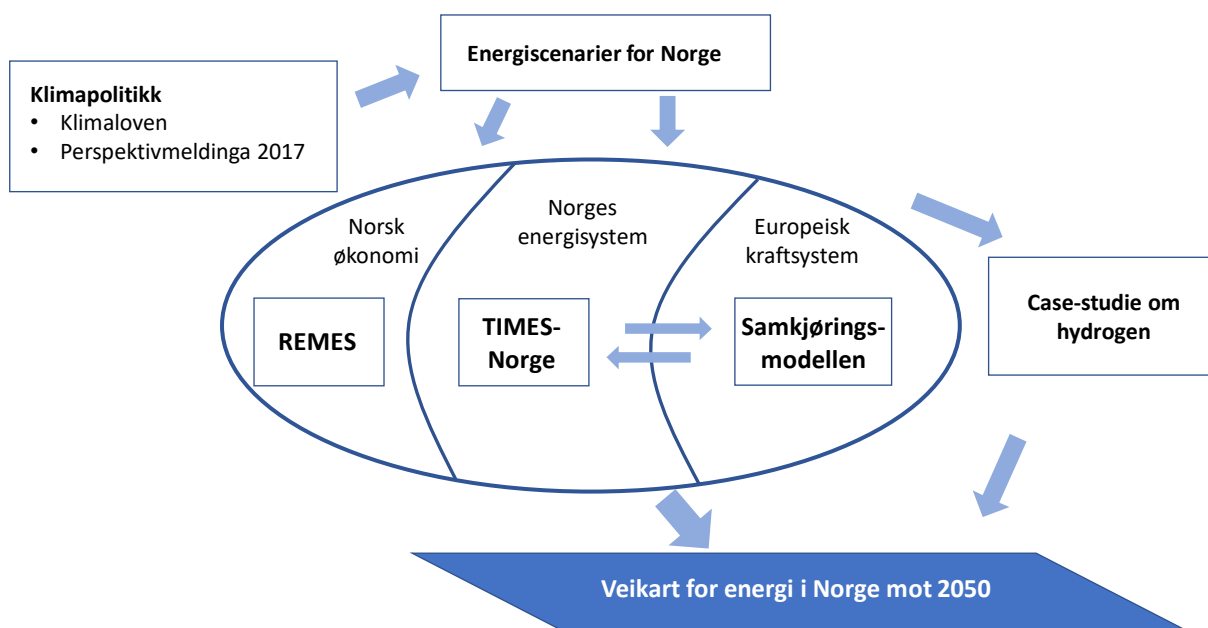 Energiscenarier for Norge
Klimapolitikk
• Klimaloven
• Perspektivmeldinga 2017
Norsk
økonomi
Norges
energisystem
Europeisk
kraftsystem
REMES
TIMES-
Norge
Samkjørings-
modellen
Case-studie om
hydrogen
Veikart for energi i Norge mot 2050